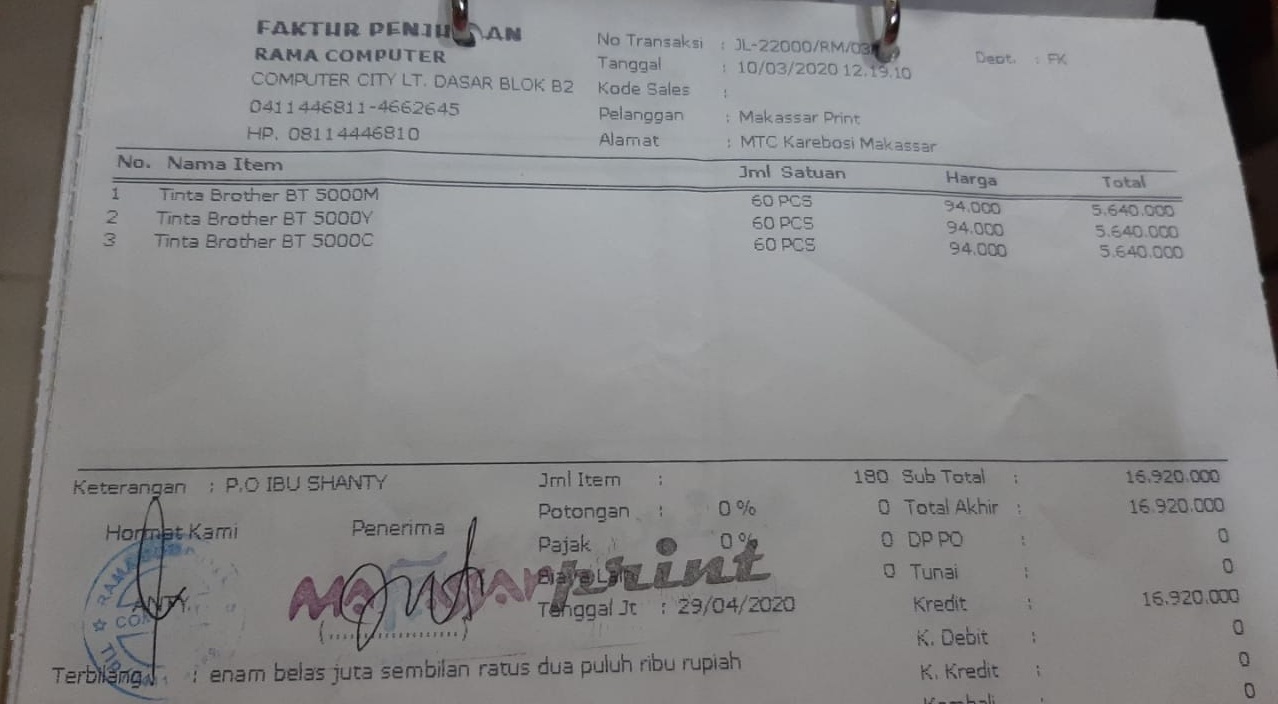 FAKTUR PENJUALAN
RAMA COMPUTER
COMPUTER CITY LT. DASAR BLOK B2
0411446811-4662645
HP. 08114446810
No Transaksi : JL-22000/RM/03
Tanggal : 10/03/2020 12.19.10
Kode Sales :
Pelanggan : Makassar Print
Alamat : MTC Karebosi Makassar
Dept. : FK
No. Nama Item Jml Satuan Harga Total
1 Tinta Brother BT 5000M 60 PCS 94.000 5.640.000
2 Tinta Brother BT 5000Y 60 PCS 94.000 5.640.000
3 Tinta Brother BT 5000C 60 PCS 94.000 5.640.000
Keterangan : P.O IBU SHANTY
Hormat Kami
Penerima
ANTY
(..................)
Jml Item : 180
Potongan : 0 % 0
Pajak : 0 % 0
Biaya Lain 0
Tanggal Jt : 29/04/2020
print
Sub Total : 16.920.000
Total Akhir : 16.920.000
DP PO : 0
Tunai : 0
Kredit : 16.920.000
K. Debit : 0
K. Kredit : 0
Kembali 0
Terbilang : enam belas juta sembilan ratus dua puluh ribu rupiah